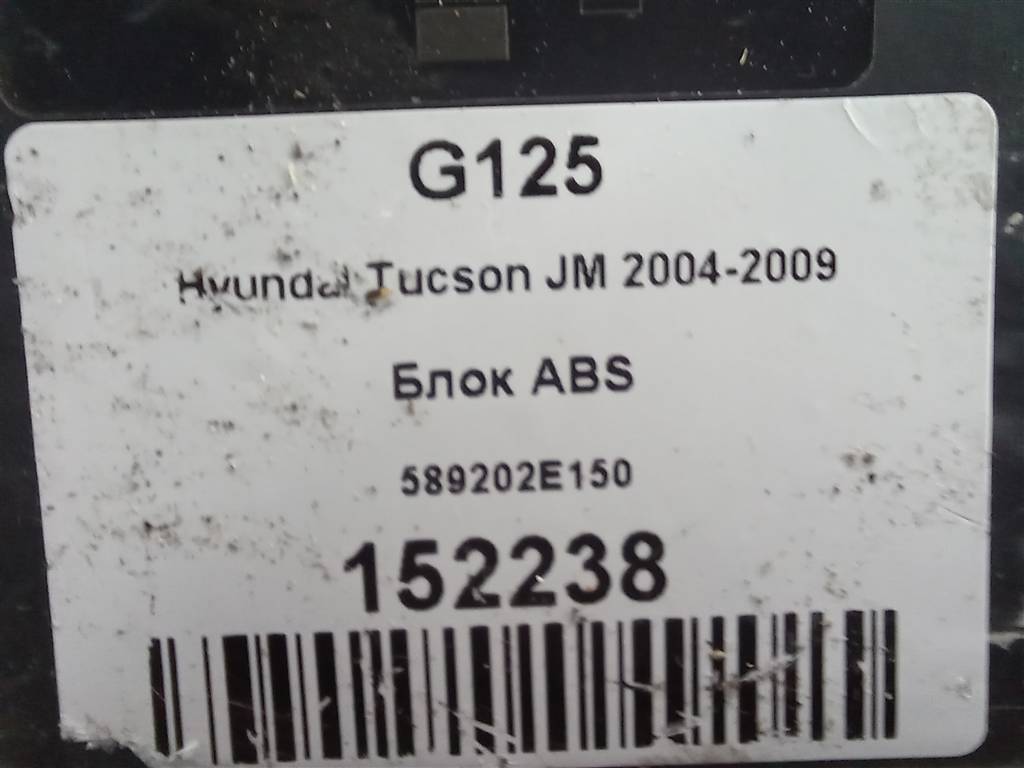 G125
Hyundai Tucson JM 2004-2009
Блок ABS
589202E150
152238